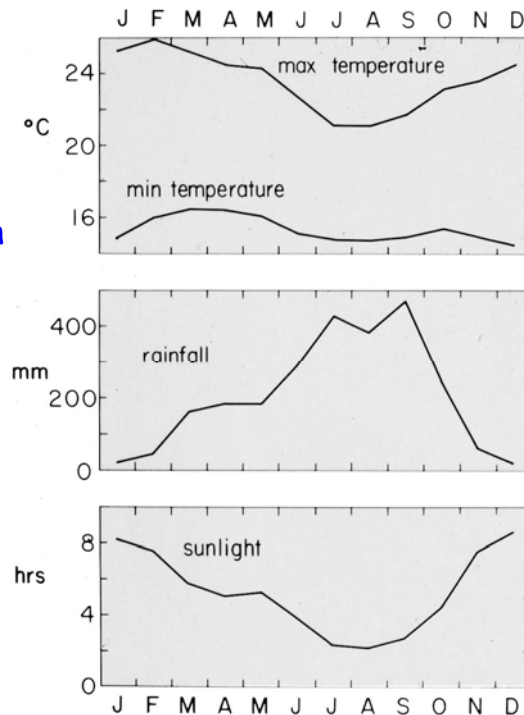 J F M A M J J A S O N D
24
max temperature
°C
20
min temperature
16
400
rainfall
mm
200
0
8
sunlight
hrs
4
0
J F M A M J J A S O N D